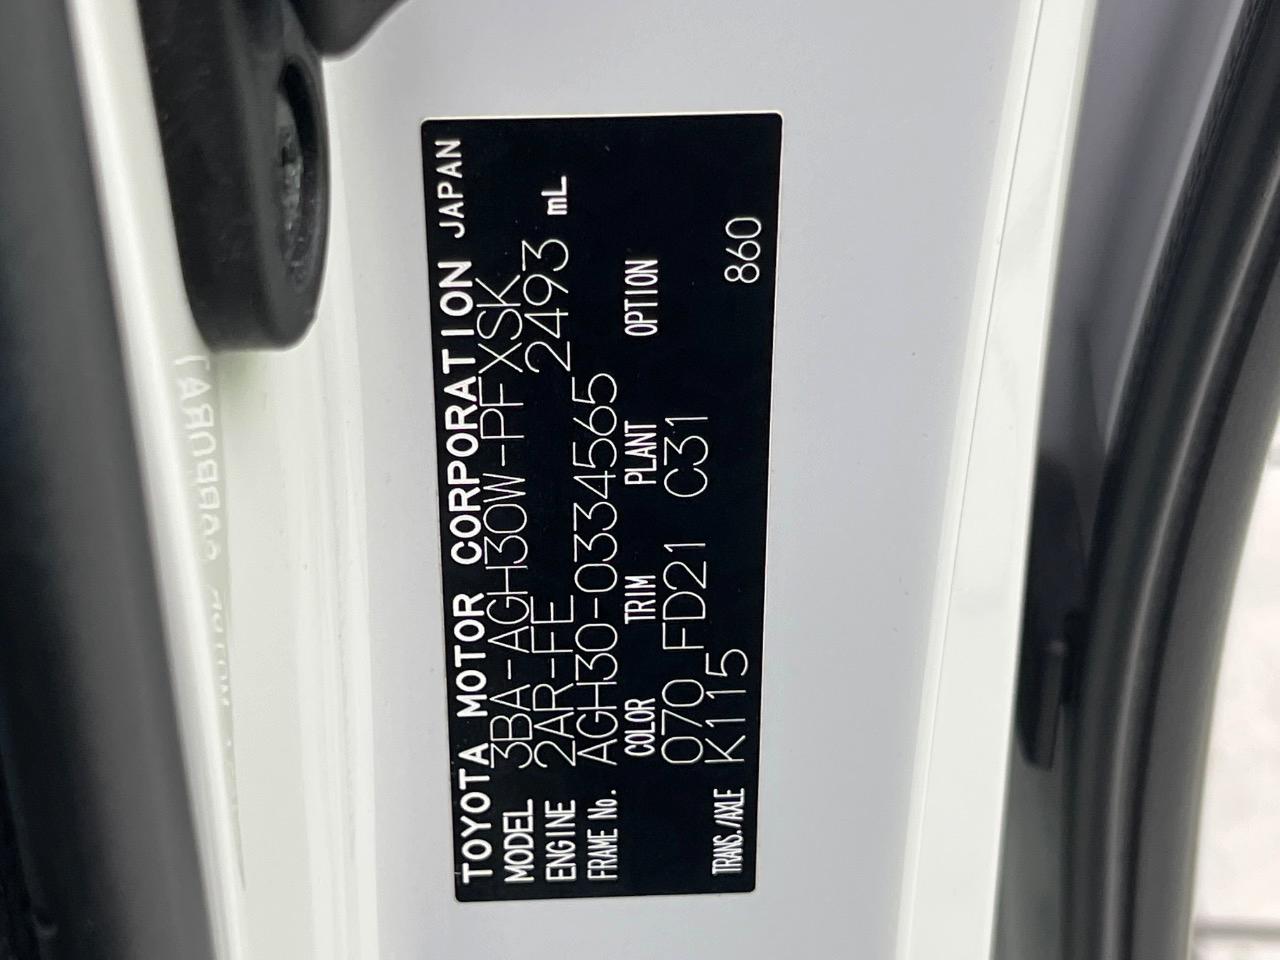 TOYOTA MOTOR CORPORATION JAPAN
MODEL 3BA-AGH30W-PFXSK
ENGINE 2AR-FE 2493 mL
FRAME No. AGH30-0334565
COLOR TRIM PLANT OPTION
070 FD21 C31
TRANS./AXLE K115 860